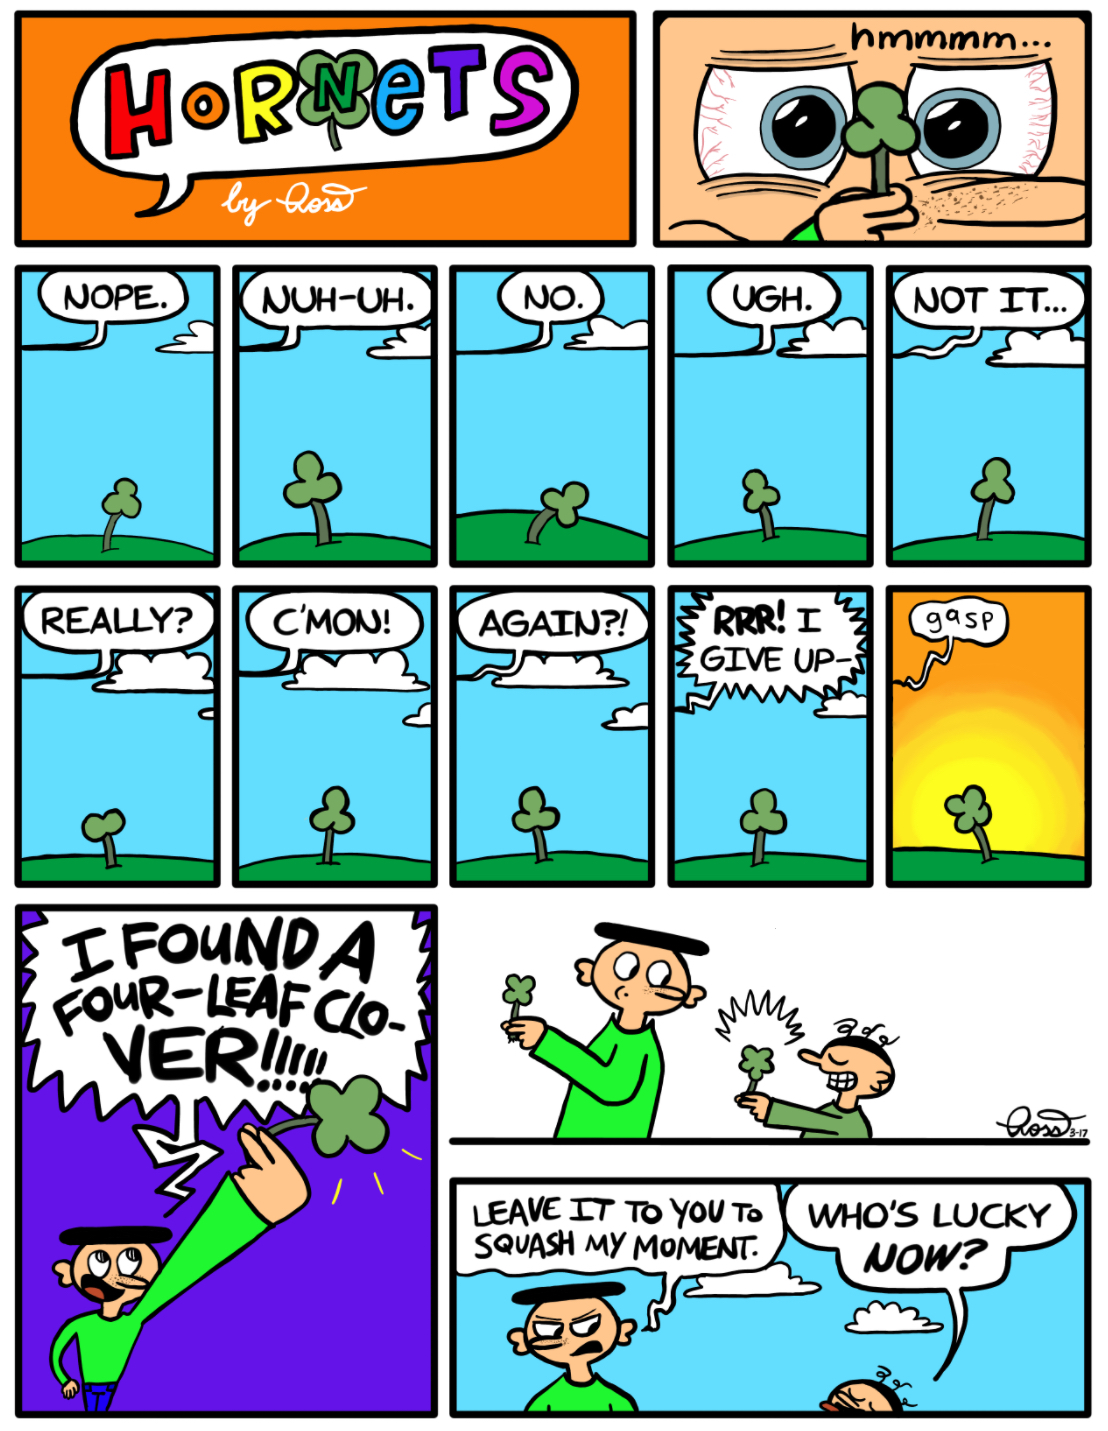 HORNETS
by Ross
hmmmm...
NOPE.
NUH-UH.
NO.
UGH.
NOT IT...
REALLY?
C'MON!
AGAIN?!
RRR! I
GIVE UP-
gasp
I FOUND A
FOUR-LEAF CLO-
VER!!!!!
Ross 3-17
LEAVE IT TO YOU TO
SQUASH MY MOMENT.
WHO'S LUCKY
NOW?